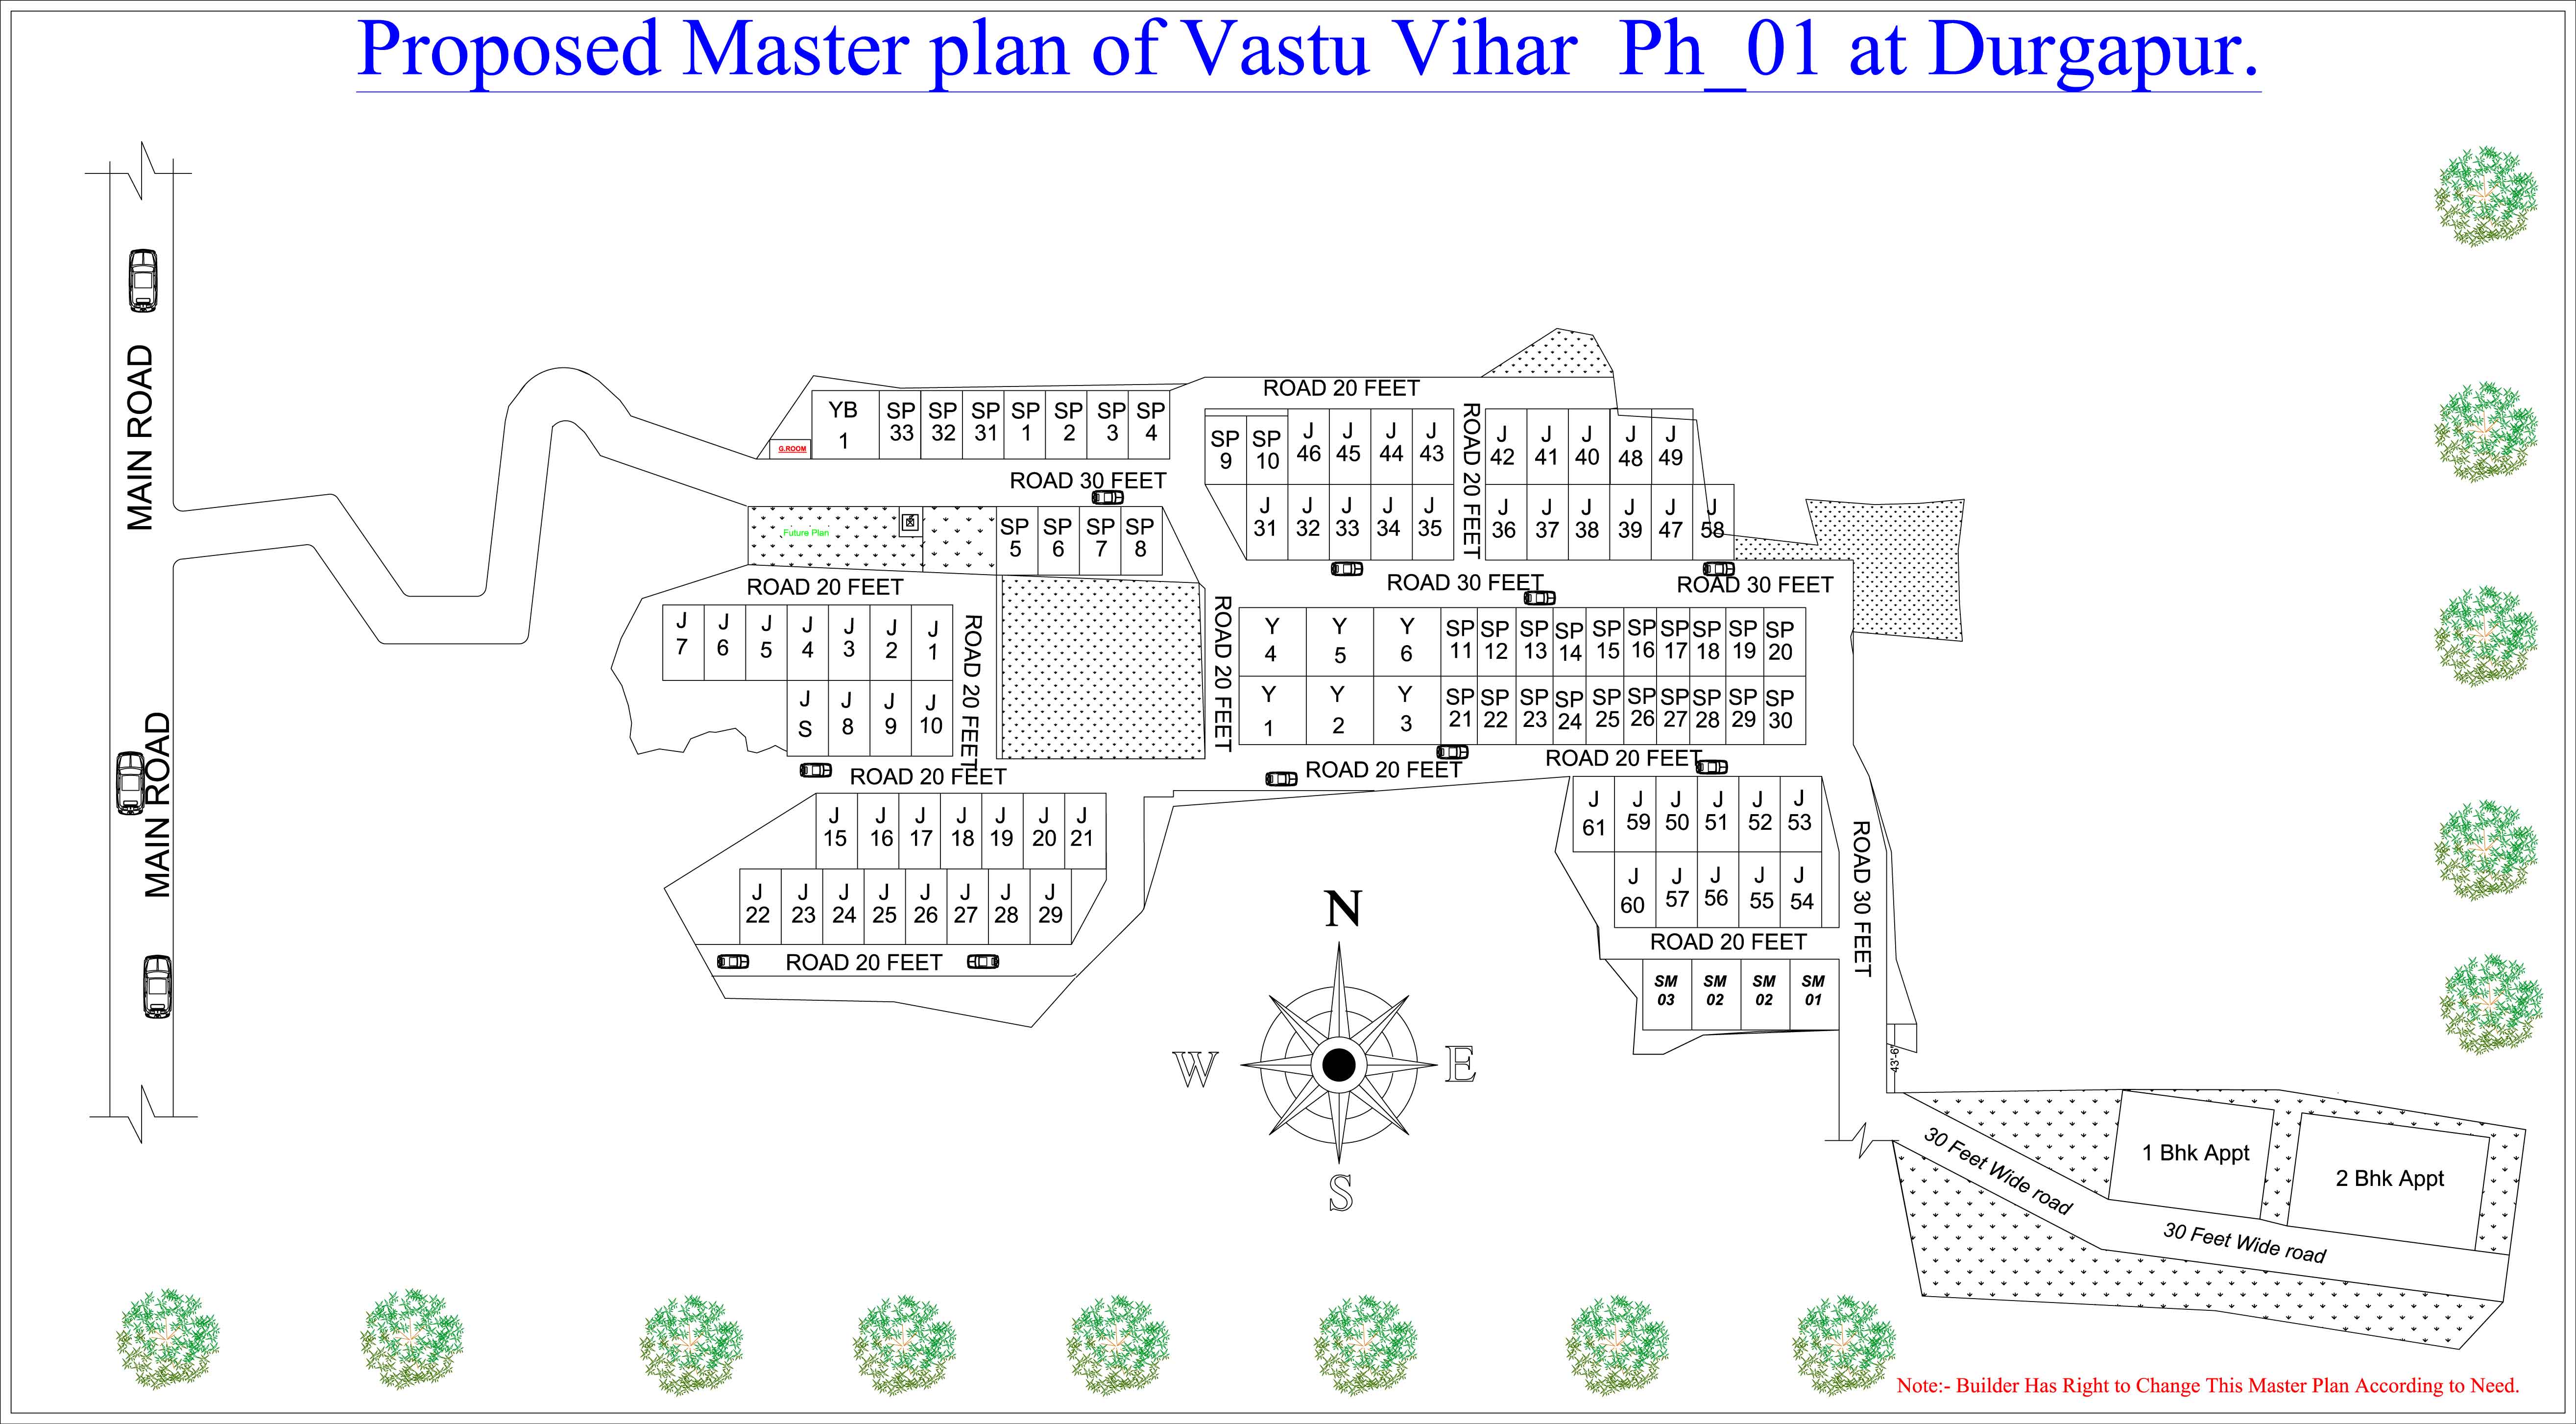 Proposed Master plan of Vastu Vihar Ph_01 at Durgapur.
MAIN ROAD
MAIN ROAD
ROAD 20 FEET
YB SP SP SP SP SP SP SP
1 33 32 31 1 2 3 4
G.ROOM
ROAD 30 FEET
SP SP J J J J
9 10 46 45 44 43
ROAD 20 FEET
J J J J J
42 41 40 48 49
J J J J J
31 32 33 34 35
J J J J J J
36 37 38 39 47 58
Future Plan
SP SP SP SP
5 6 7 8
ROAD 20 FEET
ROAD 30 FEET
ROAD 30 FEET
J J J J J J J
7 6 5 4 3 2 1
J J J J
S 8 9 10
ROAD 20 FEET
ROAD 20 FEET
Y Y Y SP SP SP SP SP SP SP SP SP SP
4 5 6 11 12 13 14 15 16 17 18 19 20
Y Y Y SP SP SP SP SP SP SP SP SP SP
1 2 3 21 22 23 24 25 26 27 28 29 30
ROAD 20 FEET
ROAD 20 FEET
ROAD 20 FEET
J J J J J J J
15 16 17 18 19 20 21
J J J J J J J J
22 23 24 25 26 27 28 29
ROAD 20 FEET
J J J J J J
61 59 50 51 52 53
J J J J J
60 57 56 55 54
ROAD 30 FEET
ROAD 20 FEET
SM SM SM SM
03 02 02 01
43'-6"
N
W
E
S
1 Bhk Appt
2 Bhk Appt
30 Feet Wide road
30 Feet Wide road
Note:- Builder Has Right to Change This Master Plan According to Need.